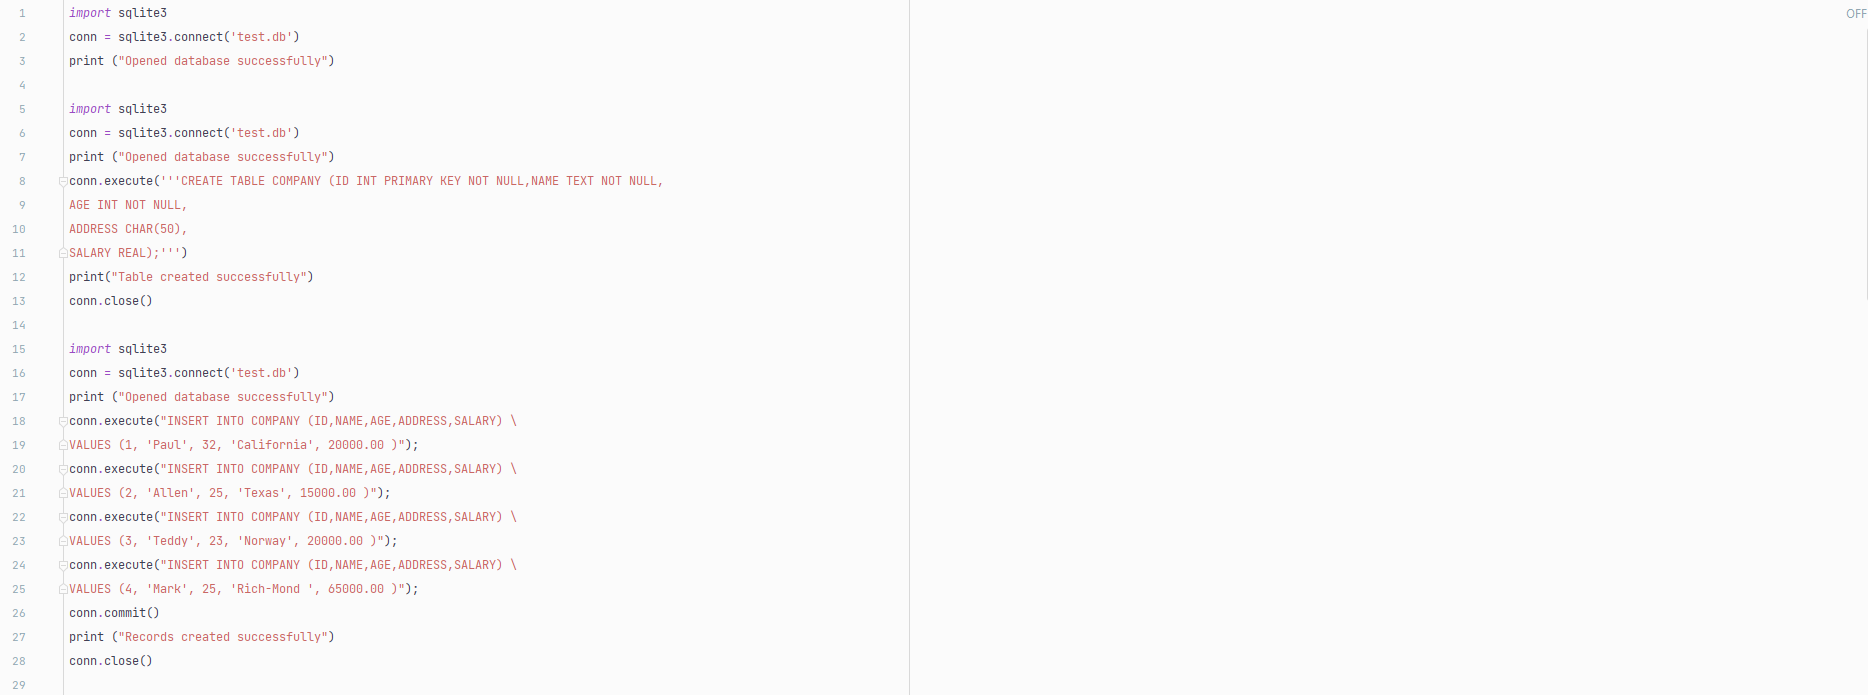 1 import sqlite3
OFF
2 conn = sqlite3.connect('test.db')
3 print ("Opened database successfully")
4
5 import sqlite3
6 conn = sqlite3.connect('test.db')
7 print ("Opened database successfully")
8 conn.execute('''CREATE TABLE COMPANY (ID INT PRIMARY KEY NOT NULL,NAME TEXT NOT NULL,
9 AGE INT NOT NULL,
10 ADDRESS CHAR(50),
11 SALARY REAL);''')
12 print("Table created successfully")
13 conn.close()
14
15 import sqlite3
16 conn = sqlite3.connect('test.db')
17 print ("Opened database successfully")
18 conn.execute("INSERT INTO COMPANY (ID,NAME,AGE,ADDRESS,SALARY) \
19 VALUES (1, 'Paul', 32, 'California', 20000.00 )");
20 conn.execute("INSERT INTO COMPANY (ID,NAME,AGE,ADDRESS,SALARY) \
21 VALUES (2, 'Allen', 25, 'Texas', 15000.00 )");
22 conn.execute("INSERT INTO COMPANY (ID,NAME,AGE,ADDRESS,SALARY) \
23 VALUES (3, 'Teddy', 23, 'Norway', 20000.00 )");
24 conn.execute("INSERT INTO COMPANY (ID,NAME,AGE,ADDRESS,SALARY) \
25 VALUES (4, 'Mark', 25, 'Rich-Mond ', 65000.00 )");
26 conn.commit()
27 print ("Records created successfully")
28 conn.close()
29